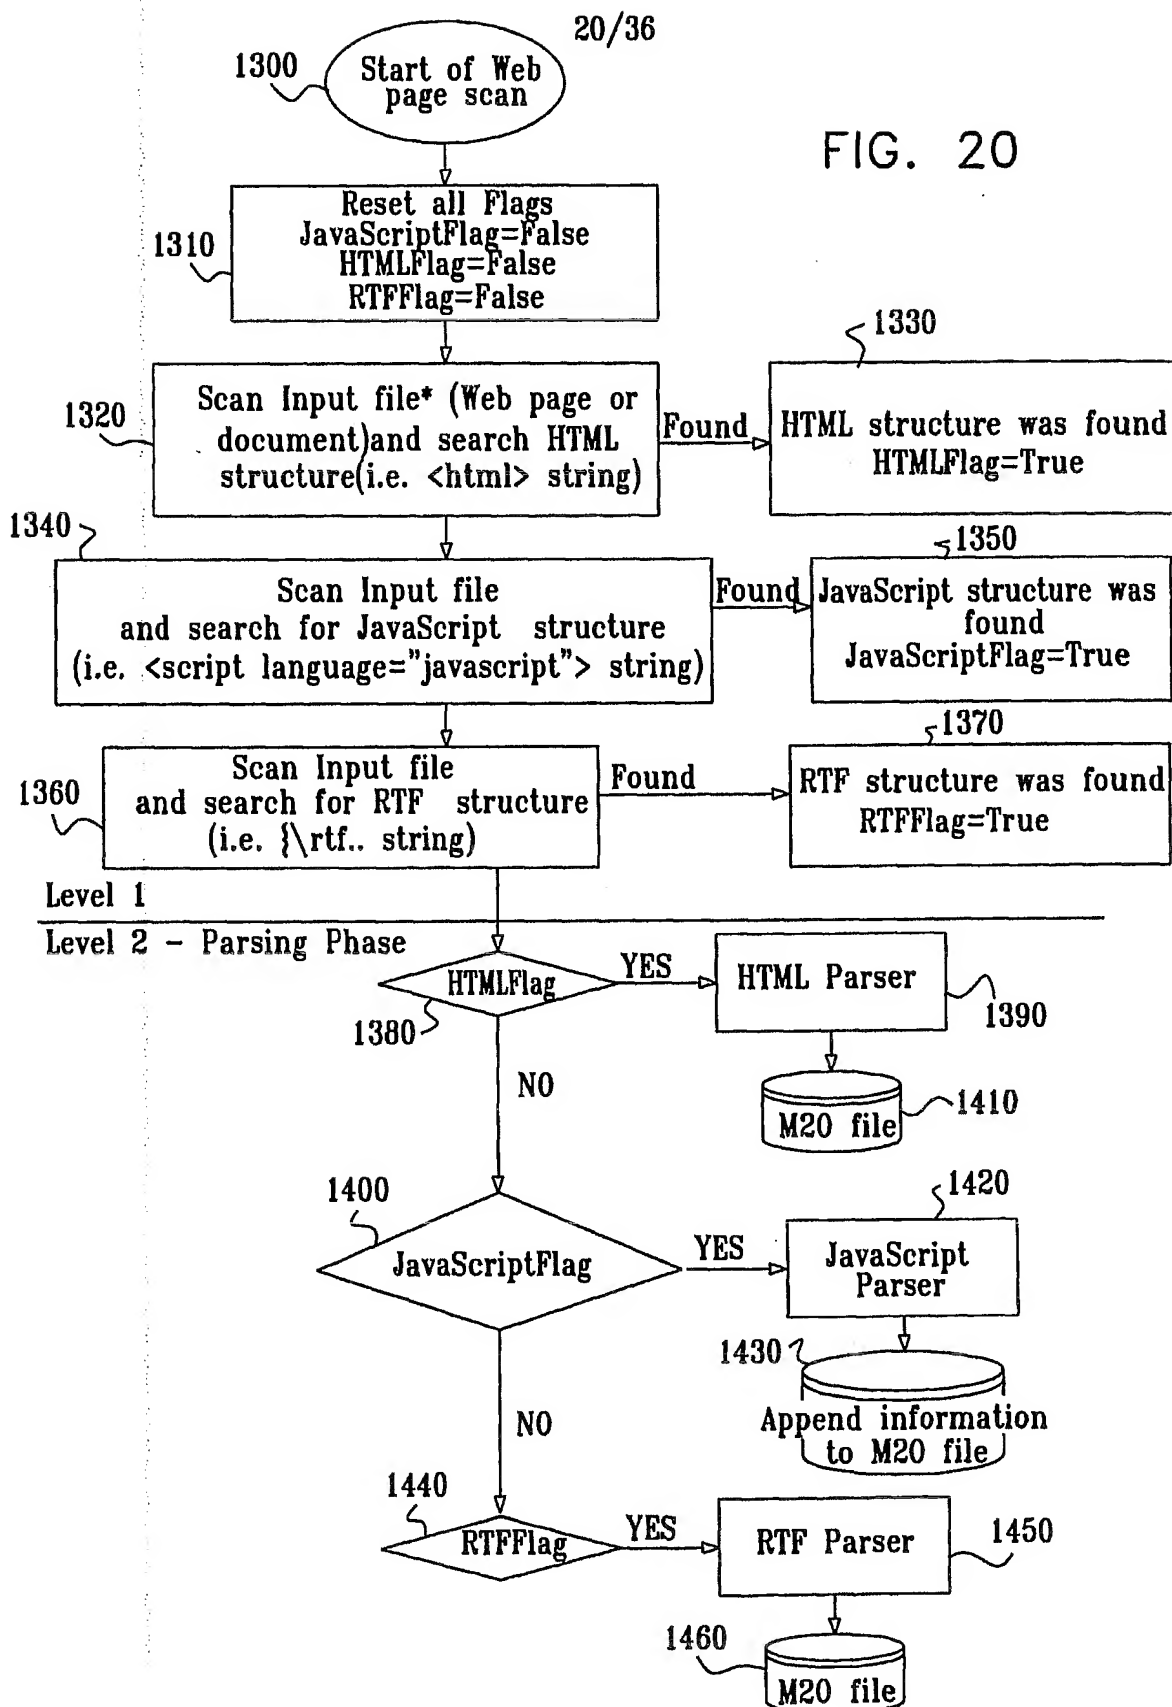 20/36
1300
Start of Web
page scan
FIG. 20
1310
Reset all Flags
JavaScriptFlag=False
HTMLFlag=False
RTFFlag=False
1320
Scan Input file* (Web page or
document)and search HTML
structure(i.e. <html> string)
Found
1330
HTML structure was found
HTMLFlag=True
1340
Scan Input file
and search for JavaScript structure
(i.e. <script language="javascript"> string)
Found
1350
JavaScript structure was
found
JavaScriptFlag=True
1360
Scan Input file
and search for RTF structure
(i.e. {\rtf.. string)
Found
1370
RTF structure was found
RTFFlag=True
Level 1
Level 2 - Parsing Phase
HTMLFlag
1380
YES
HTML Parser
1390
NO
M20 file
1410
1400
JavaScriptFlag
YES
1420
JavaScript
Parser
1430
Append information
to M20 file
NO
1440
RTFFlag
YES
RTF Parser
1450
1460
M20 file